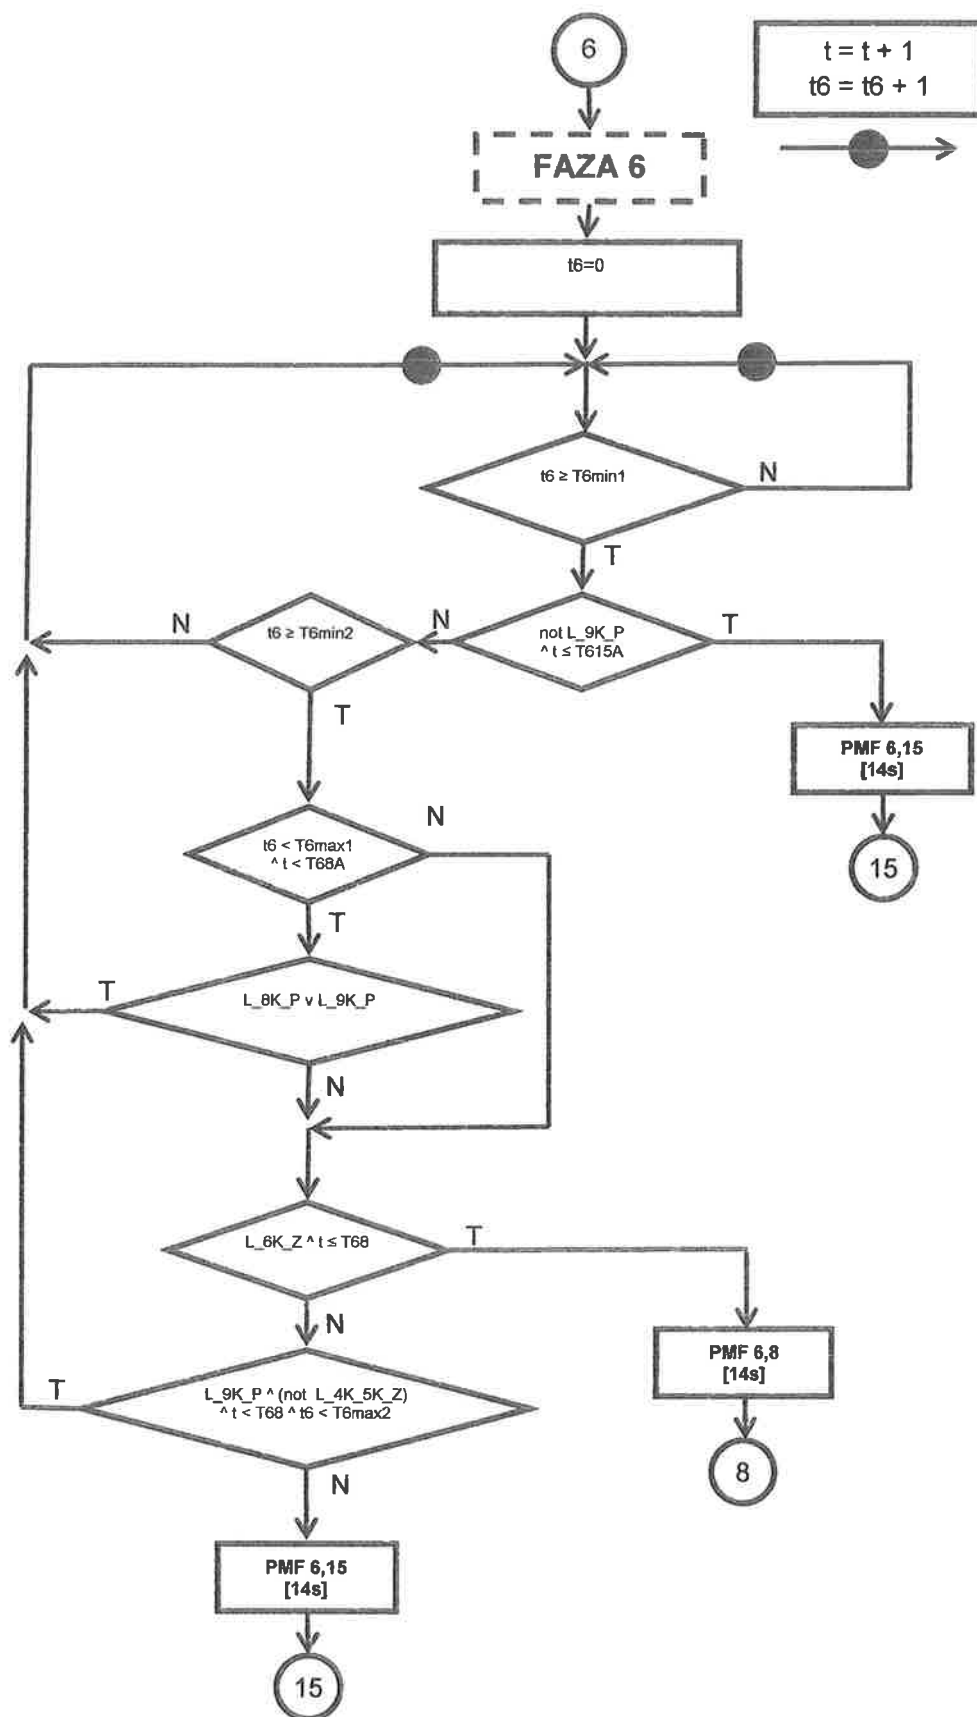 6
t = t + 1
t6 = t6 + 1
FAZA 6
t6=0
t6 ≥ T6min1
N
T
not L_9K_P
^ t ≤ T615A
T
N
t6 ≥ T6min2
N
T
PMF 6,15
[14s]
15
t6 < T6max1
^ t < T68A
N
T
L_8K_P v L_9K_P
T
N
L_6K_Z ^ t ≤ T68
T
N
PMF 6,8
[14s]
8
L_9K_P ^ (not L_4K_5K_Z)
^ t < T68 ^ t6 < T6max2
T
N
PMF 6,15
[14s]
15